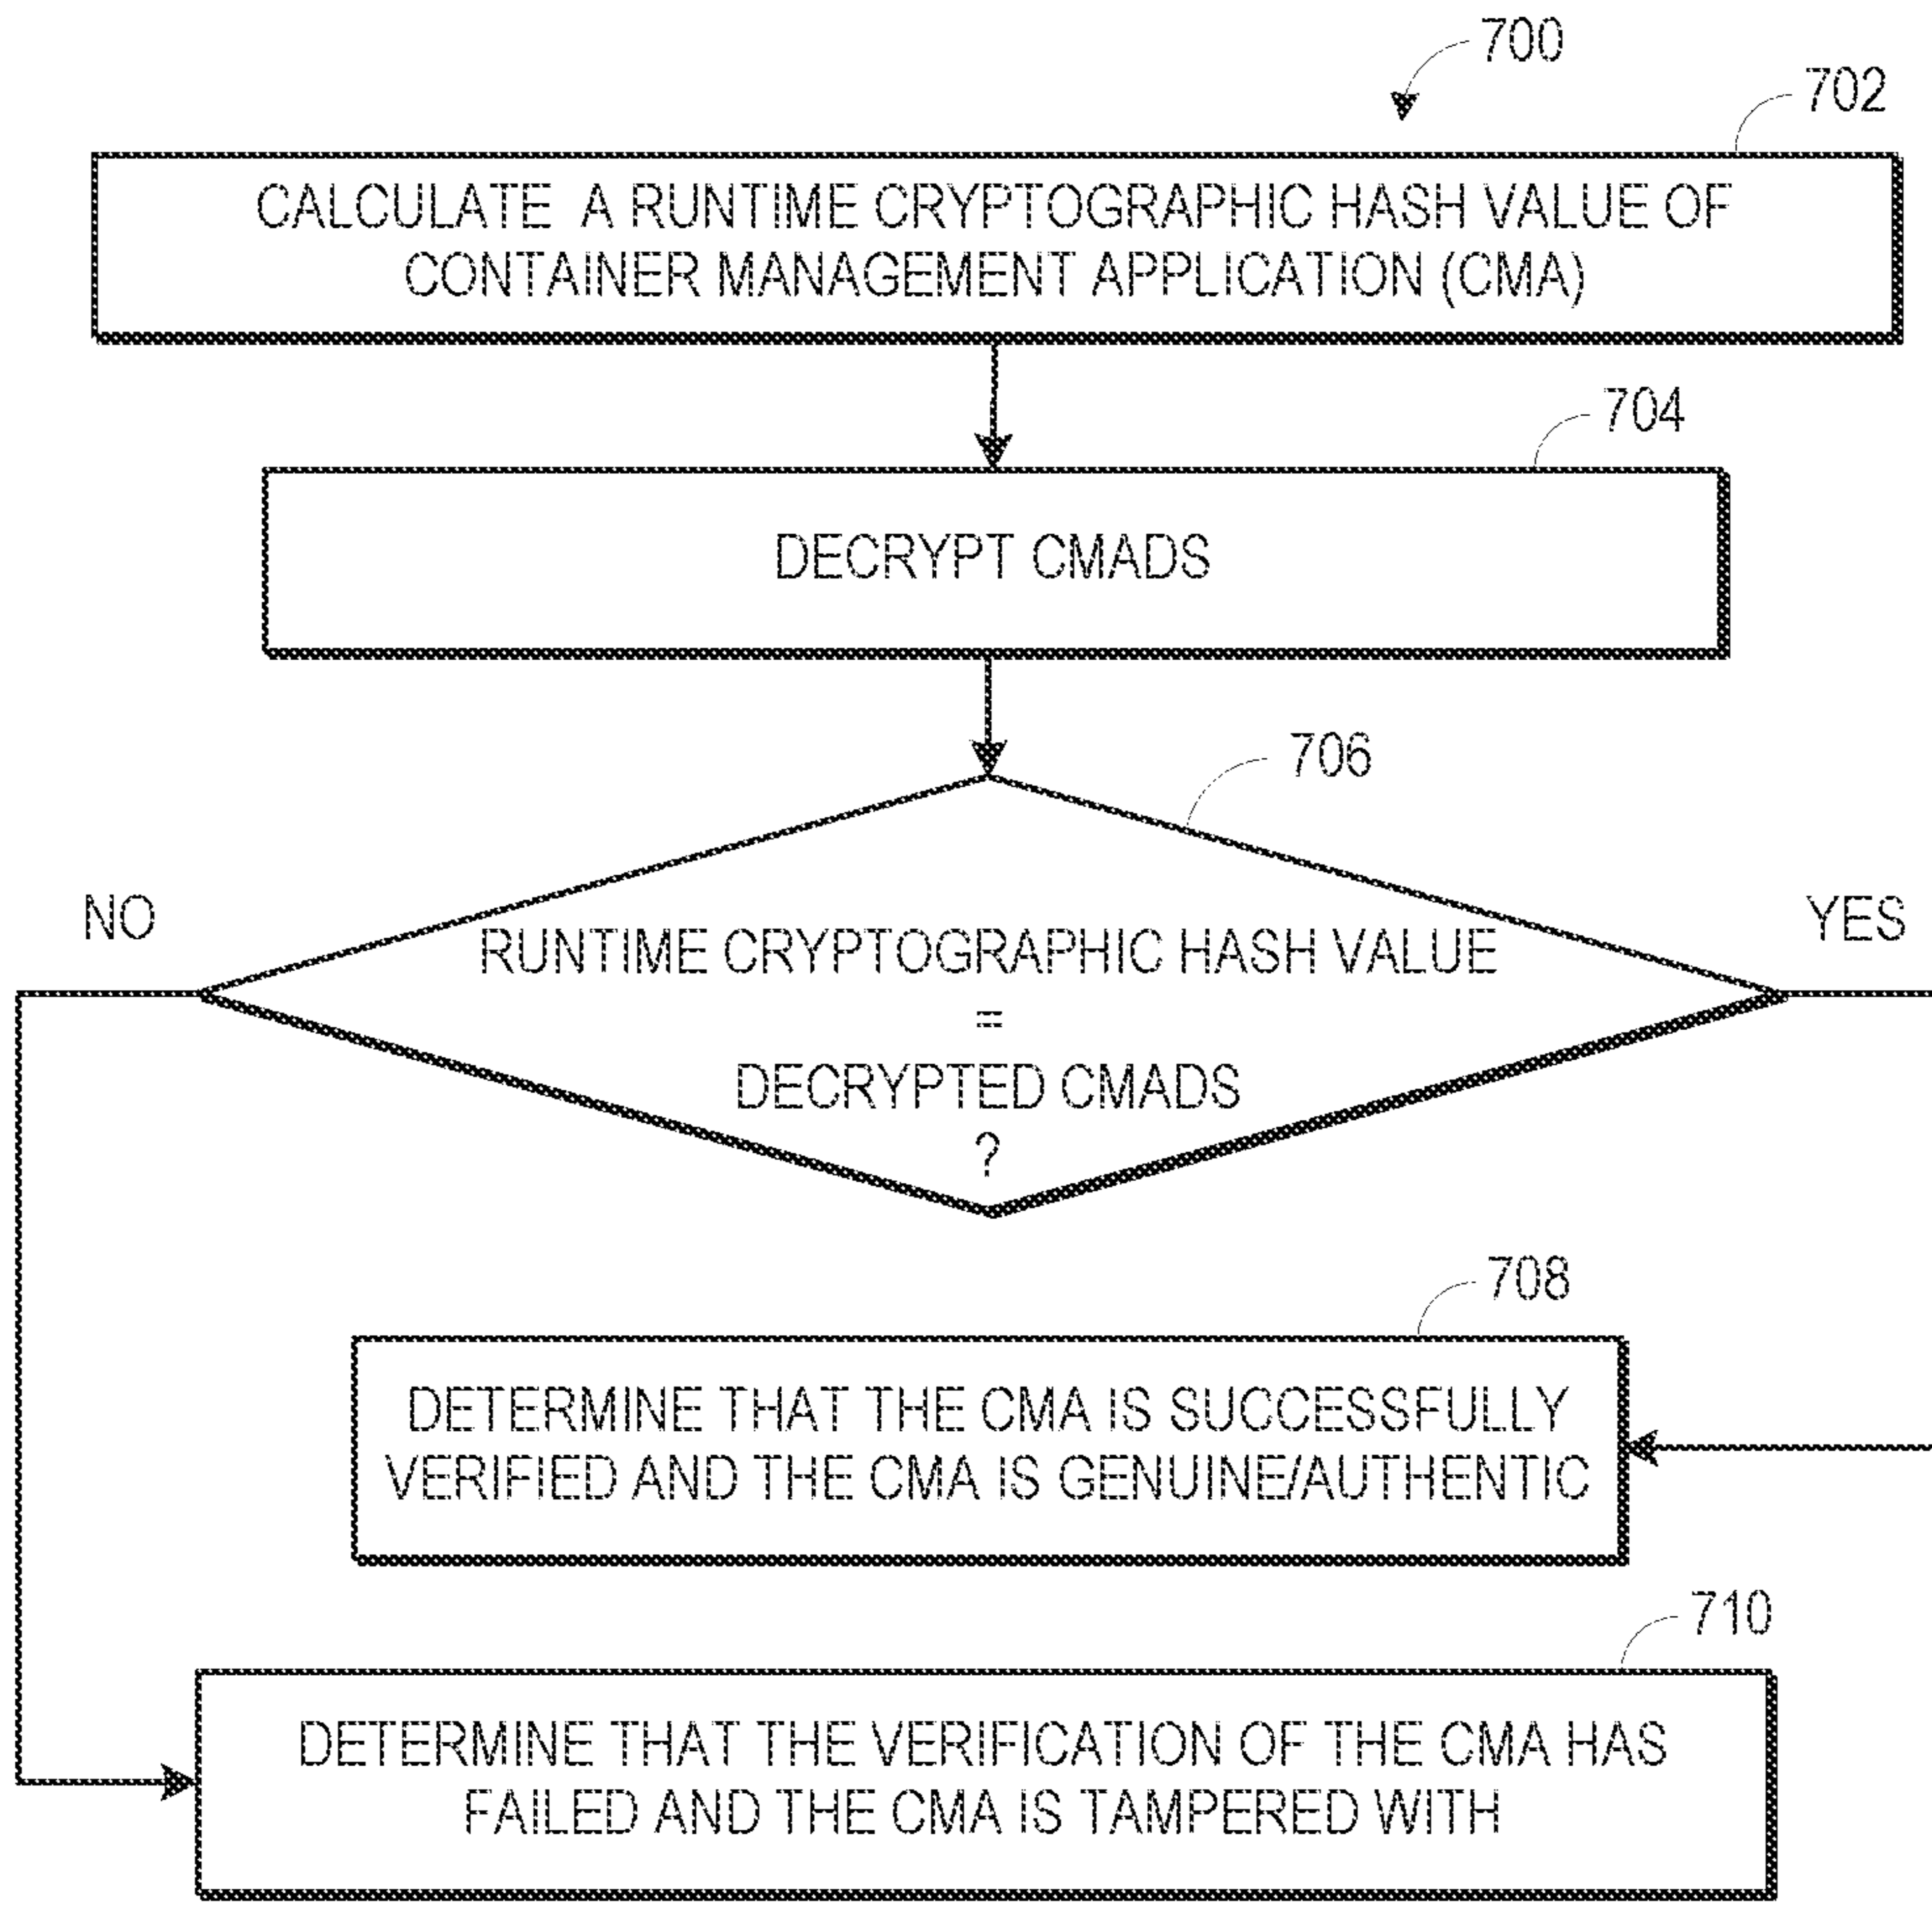 700
702
CALCULATE A RUNTIME CRYPTOGRAPHIC HASH VALUE OF
CONTAINER MANAGEMENT APPLICATION (CMA)
704
DECRYPT CMADS
706
NO
YES
RUNTIME CRYPTOGRAPHIC HASH VALUE
=
DECRYPTED CMADS
?
708
DETERMINE THAT THE CMA IS SUCCESSFULLY
VERIFIED AND THE CMA IS GENUINE/AUTHENTIC
710
DETERMINE THAT THE VERIFICATION OF THE CMA HAS
FAILED AND THE CMA IS TAMPERED WITH